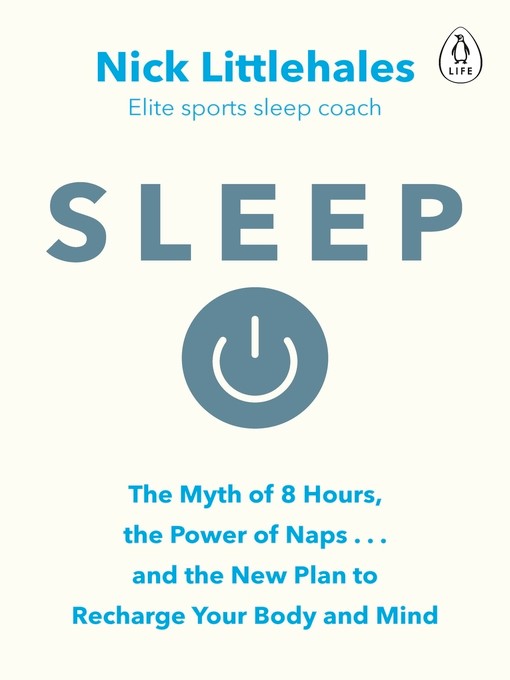 Nick Littlehales
LIFE
Elite sports sleep coach
SLEEP
The Myth of 8 Hours,
the Power of Naps . . .
and the New Plan to
Recharge Your Body and Mind